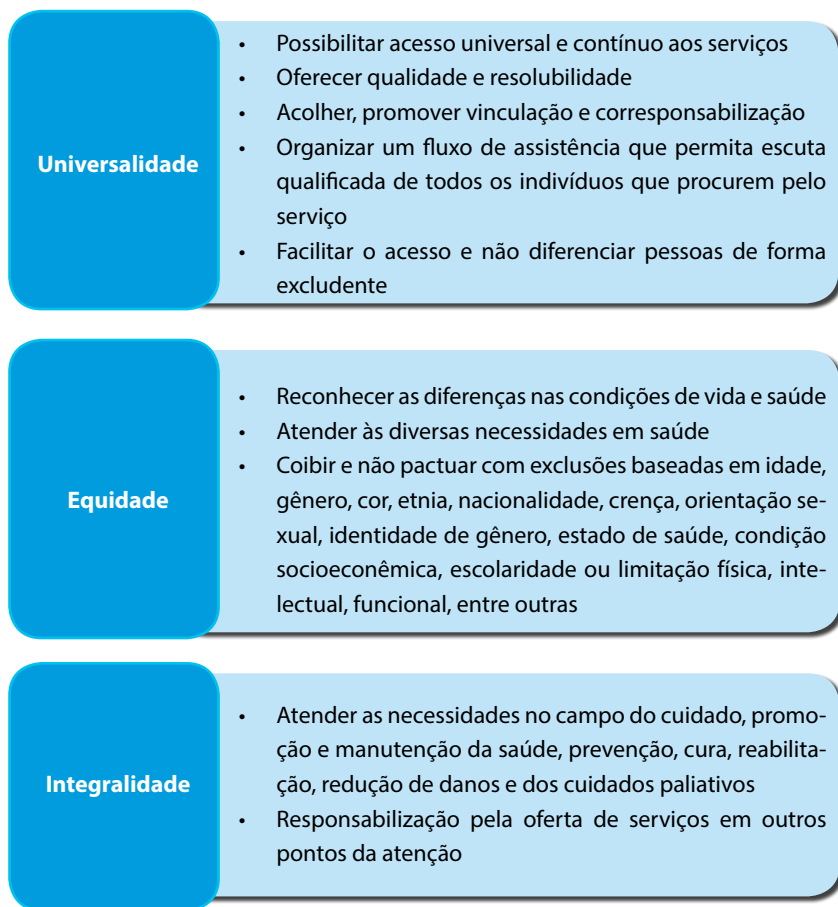 Universalidade
• Possibilitar acesso universal e contínuo aos serviços
• Oferecer qualidade e resolubilidade
• Acolher, promover vinculação e corresponsabilização
• Organizar um fluxo de assistência que permita escuta
qualificada de todos os indivíduos que procurem pelo
serviço
• Facilitar o acesso e não diferenciar pessoas de forma
excludente
Equidade
• Reconhecer as diferenças nas condições de vida e saúde
• Atender às diversas necessidades em saúde
• Coibir e não pactuar com exclusões baseadas em idade,
gênero, cor, etnia, nacionalidade, crença, orientação se-
xual, identidade de gênero, estado de saúde, condição
socioeconêmica, escolaridade ou limitação física, inte-
lectual, funcional, entre outras
Integralidade
• Atender as necessidades no campo do cuidado, promo-
ção e manutenção da saúde, prevenção, cura, reabilita-
ção, redução de danos e dos cuidados paliativos
• Responsabilização pela oferta de serviços em outros
pontos da atenção